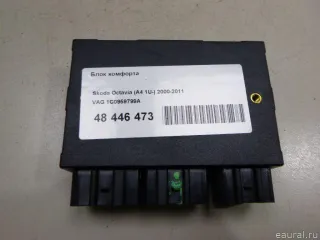 Блок комфорта
Skoda Octavia (A4 1U-) 2000-2011
VAG 1C0959799A
48 446 473
© eaural.ru